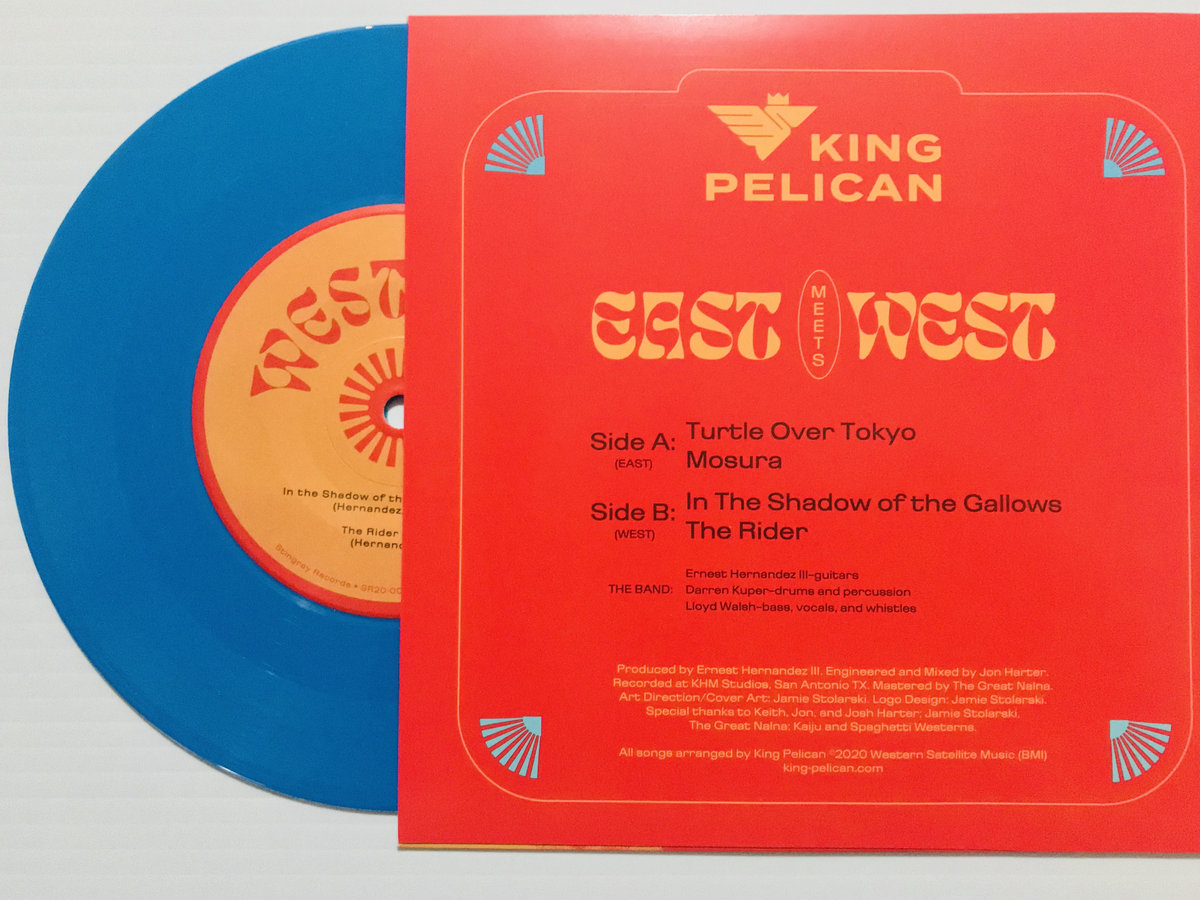 WEST
In the Shadow of th
(Hernandez,
The Rider
(Hernan
Stingray Records • SR20-00
KING
PELICAN
EAST MEETS WEST
Side A: Turtle Over Tokyo
(EAST) Mosura
Side B: In The Shadow of the Gallows
(WEST) The Rider
Ernest Hernandez III-guitars
THE BAND: Darren Kuper-drums and percussion
Lloyd Walsh-bass, vocals, and whistles
Produced by Ernest Hernandez III. Engineered and Mixed by Jon Harter.
Recorded at KHM Studios, San Antonio TX. Mastered by The Great Nalna.
Art Direction/Cover Art: Jamie Stolarski. Logo Design: Jamie Stolarski.
Special thanks to Keith, Jon, and Josh Harter; Jamie Stolarski.
The Great Nalna; Kaiju and Spaghetti Westerns.
All songs arranged by King Pelican ©2020 Western Satellite Music (BMI)
king-pelican.com